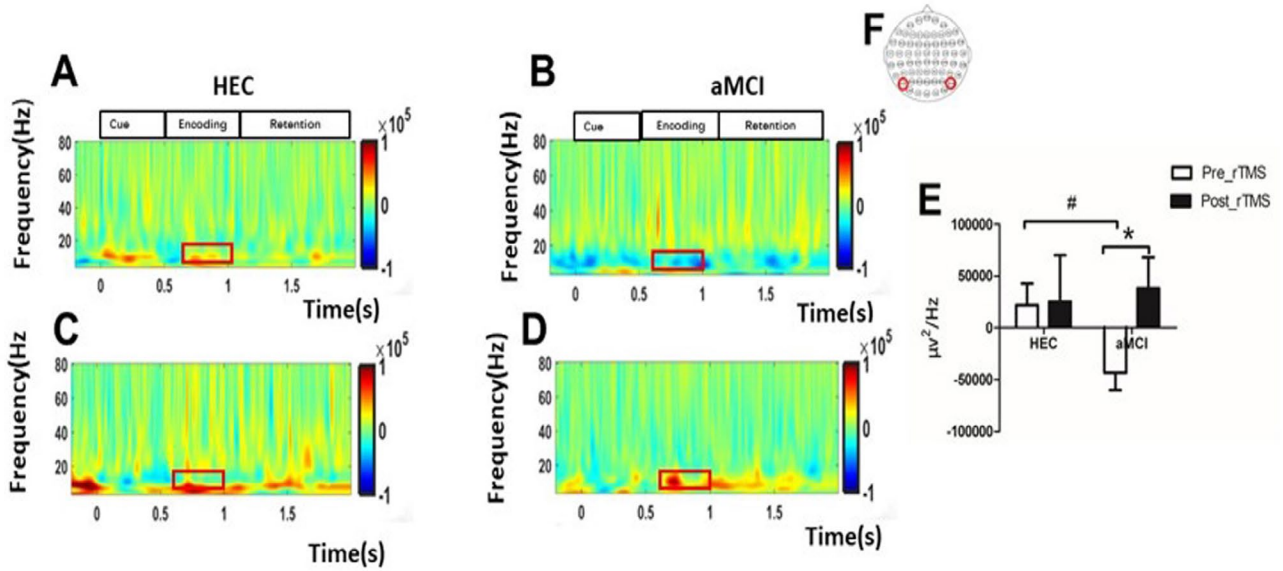 A
HEC
Cue Encoding Retention
Frequency(Hz)
80
60
40
20
0 0.5 1 1.5
Time(s)
×10⁵
1
0
-1
B
aMCI
Cue Encoding Retention
Frequency(Hz)
80
60
40
20
0 0.5 1 1.5
Time(s)
×10⁵
1
0
-1
F
C
Frequency(Hz
80
60
40
20
0 0.5 1 1.5
Time(s)
×10⁵
1
0
-1
D
Frequency(Hz)
80
60
40
20
0 0.5 1 1.5
Time(s)
×10⁵
1
0
-1
E
Pre_rTMS
Post_rTMS
μv²/Hz
100000
50000
0
-50000
-100000
#
*
HEC aMCI